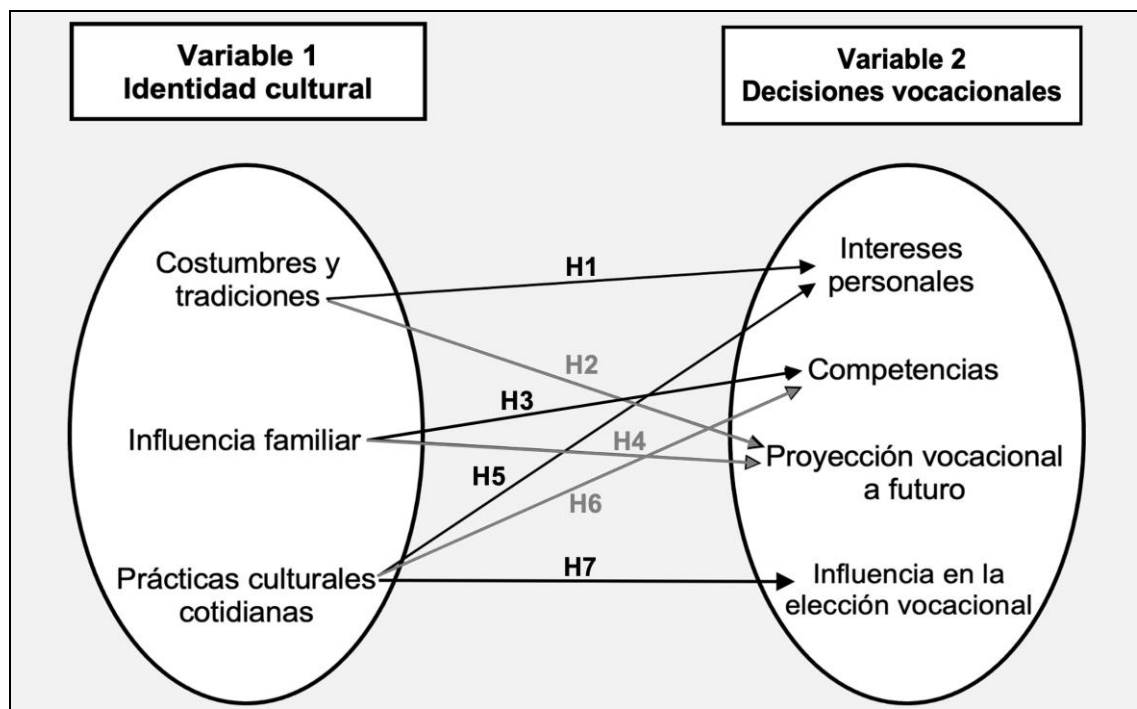 Variable 1
Identidad cultural
Variable 2
Decisiones vocacionales
Costumbres y
tradiciones
Influencia familiar
Prácticas culturales
cotidianas
H1
H2
H3
H4
H5
H6
H7
Intereses
personales
Competencias
Proyección vocacional
a futuro
Influencia en la
elección vocacional